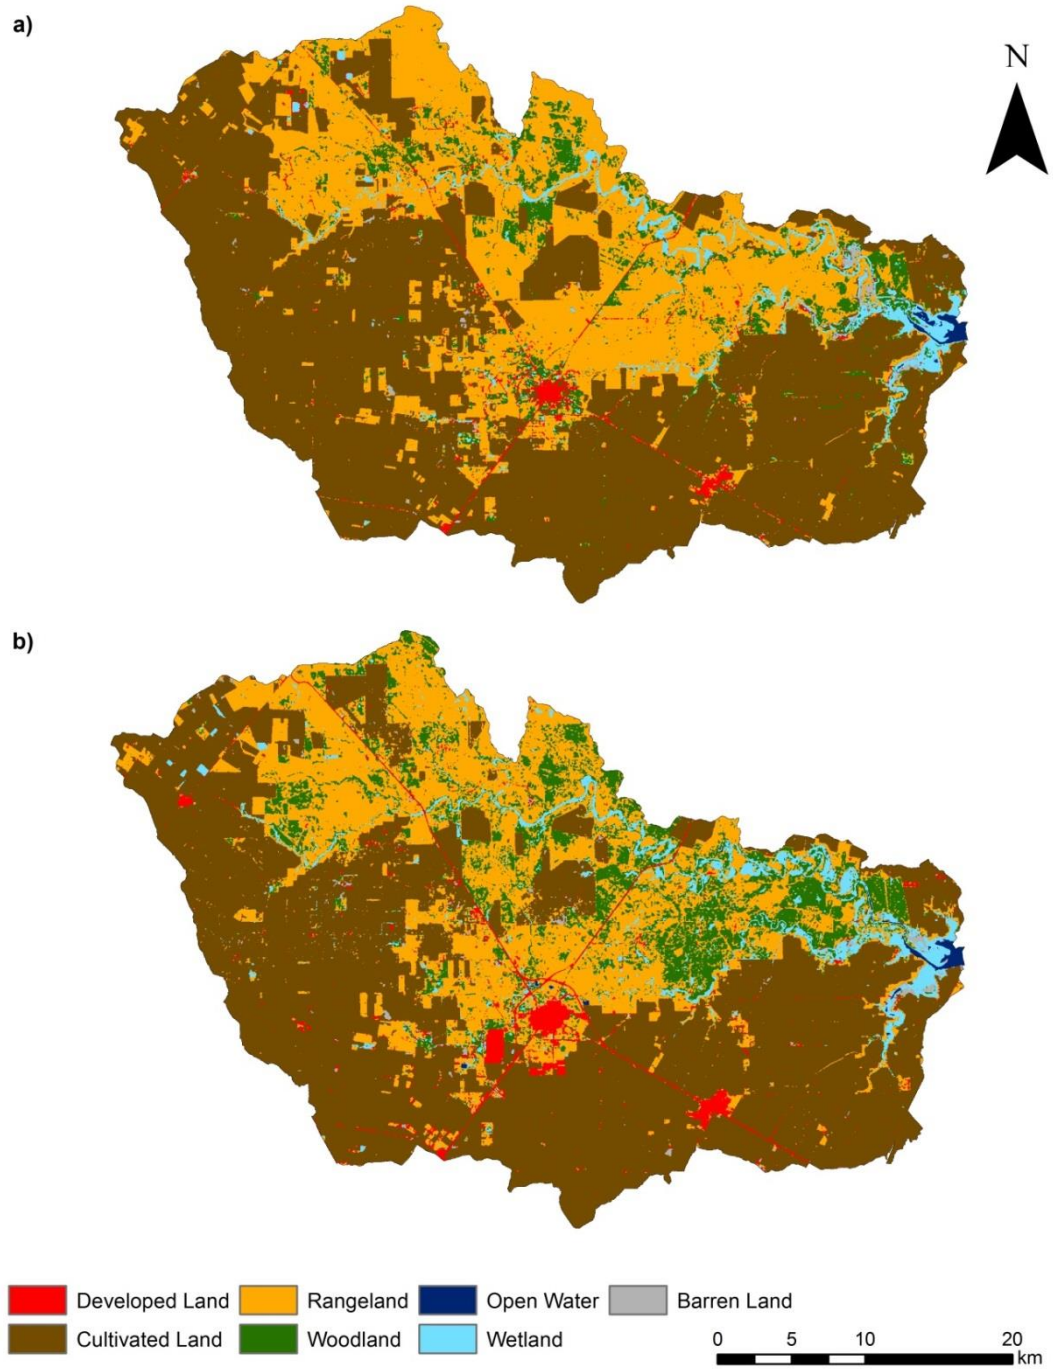 a)
N
b)
Developed Land
Rangeland
Open Water
Barren Land
Cultivated Land
Woodland
Wetland
0 5 10 20
km